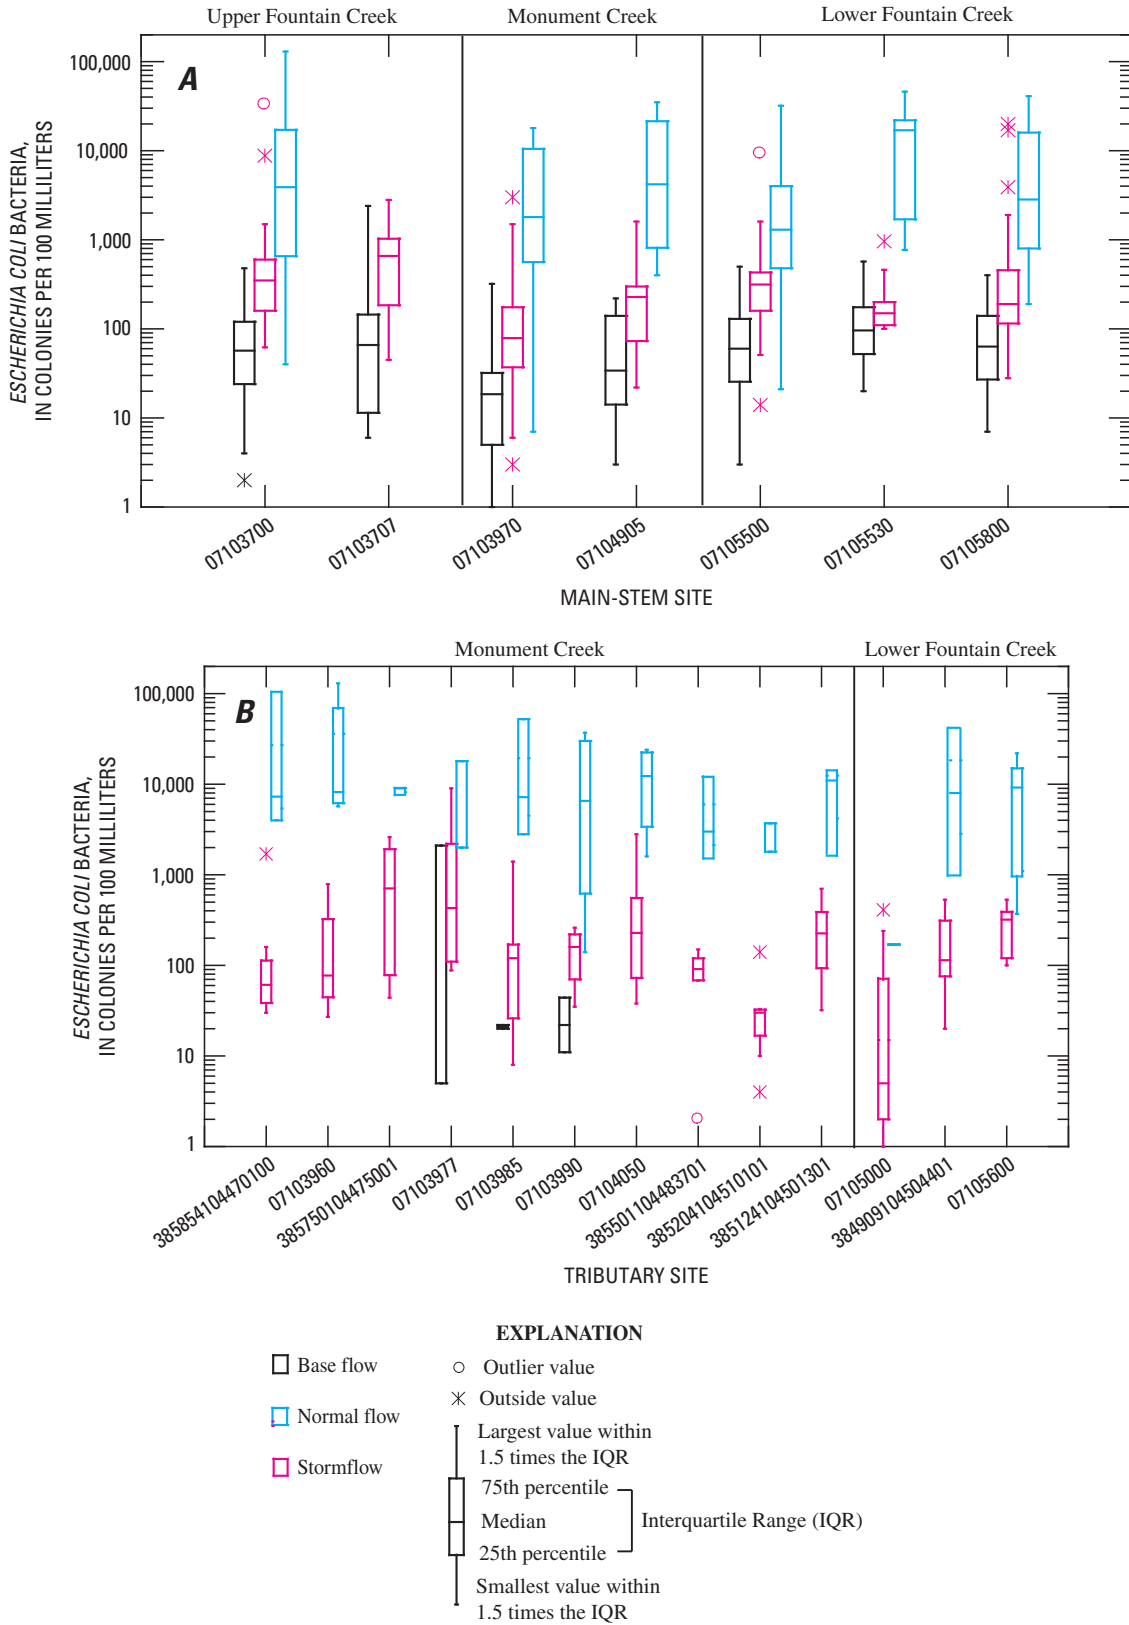 Upper Fountain Creek
Monument Creek
Lower Fountain Creek
A
100,000
10,000
1,000
100
10
1
ESCHERICHIA COLI BACTERIA,
IN COLONIES PER 100 MILLILITERS
07103700
07103707
07103970
07104905
07105500
07105530
07105800
MAIN-STEM SITE
Monument Creek
Lower Fountain Creek
B
100,000
10,000
1,000
100
10
1
ESCHERICHIA COLI BACTERIA,
IN COLONIES PER 100 MILLILITERS
385854104470100
07103960
385750104475001
07103977
07103985
07103990
07104050
385501104483701
385204104510101
385124104501301
07105000
384909104504401
07105600
TRIBUTARY SITE
EXPLANATION
Base flow
Normal flow
Stormflow
Outlier value
Outside value
Largest value within
1.5 times the IQR
75th percentile
Median
25th percentile
Interquartile Range (IQR)
Smallest value within
1.5 times the IQR